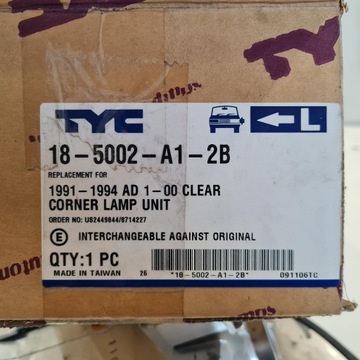 TYC
L
18-5002-A1-2B
REPLACEMENT FOR
1991-1994 AD 1-00 CLEAR
CORNER LAMP UNIT
ORDER NO: US2449844/8714227
E INTERCHANGEABLE AGAINST ORIGINAL
QTY:1 PC
MADE IN TAIWAN 26 *18-5002-A1-2B* 091106TC